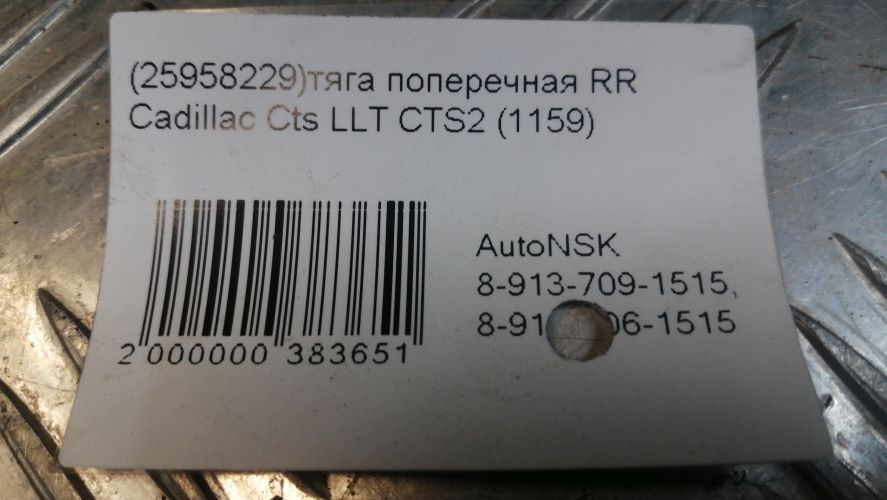 (25958229)тяга поперечная RR
Cadillac Cts LLT CTS2 (1159)
AutoNSK
8-913-709-1515,
2 000000 383651